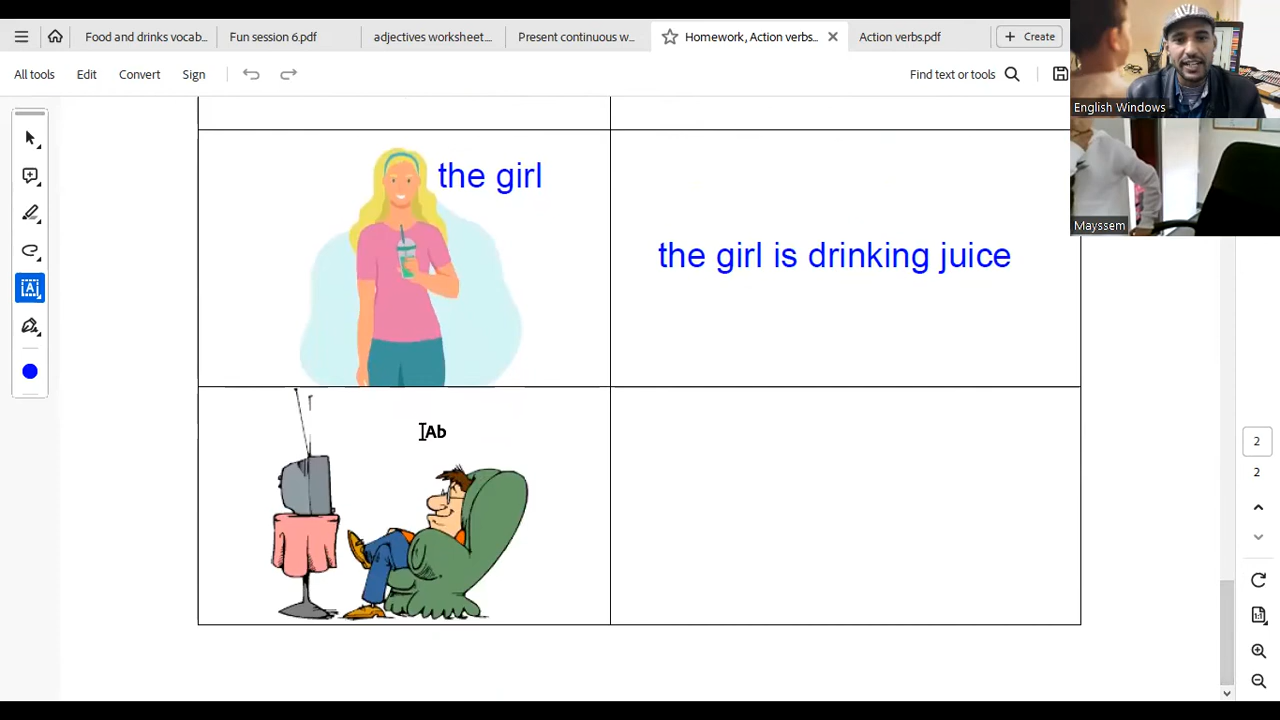 Food and drinks vocab...
Fun session 6.pdf
adjectives worksheet....
Present continuous w...
Homework, Action verbs...
Action verbs.pdf
Create
All tools
Edit
Convert
Sign
Find text or tools
English Windows
Mayssem
the girl
the girl is drinking juice
Ab
A
2
2
1:1